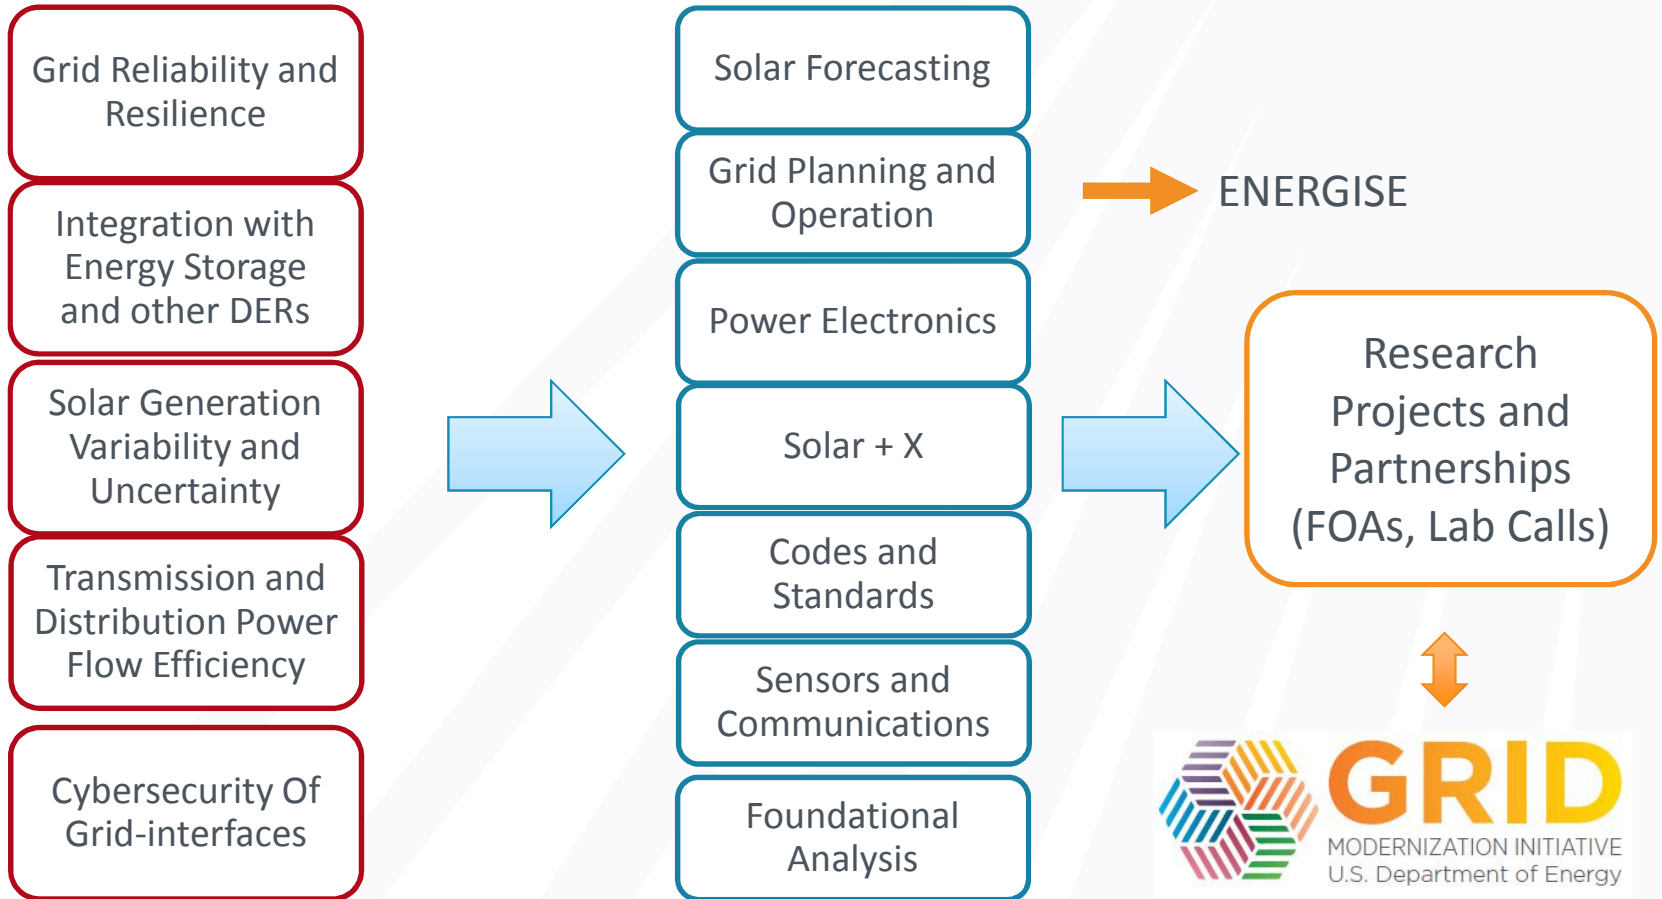 Grid Reliability and
Resilience
Integration with
Energy Storage
and other DERs
Solar Generation
Variability and
Uncertainty
Transmission and
Distribution Power
Flow Efficiency
Cybersecurity Of
Grid-interfaces
Solar Forecasting
Grid Planning and
Operation
Power Electronics
Solar + X
Codes and
Standards
Sensors and
Communications
Foundational
Analysis
ENERGISE
Research
Projects and
Partnerships
(FOAs, Lab Calls)
GRID
MODERNIZATION INITIATIVE
U.S. Department of Energy